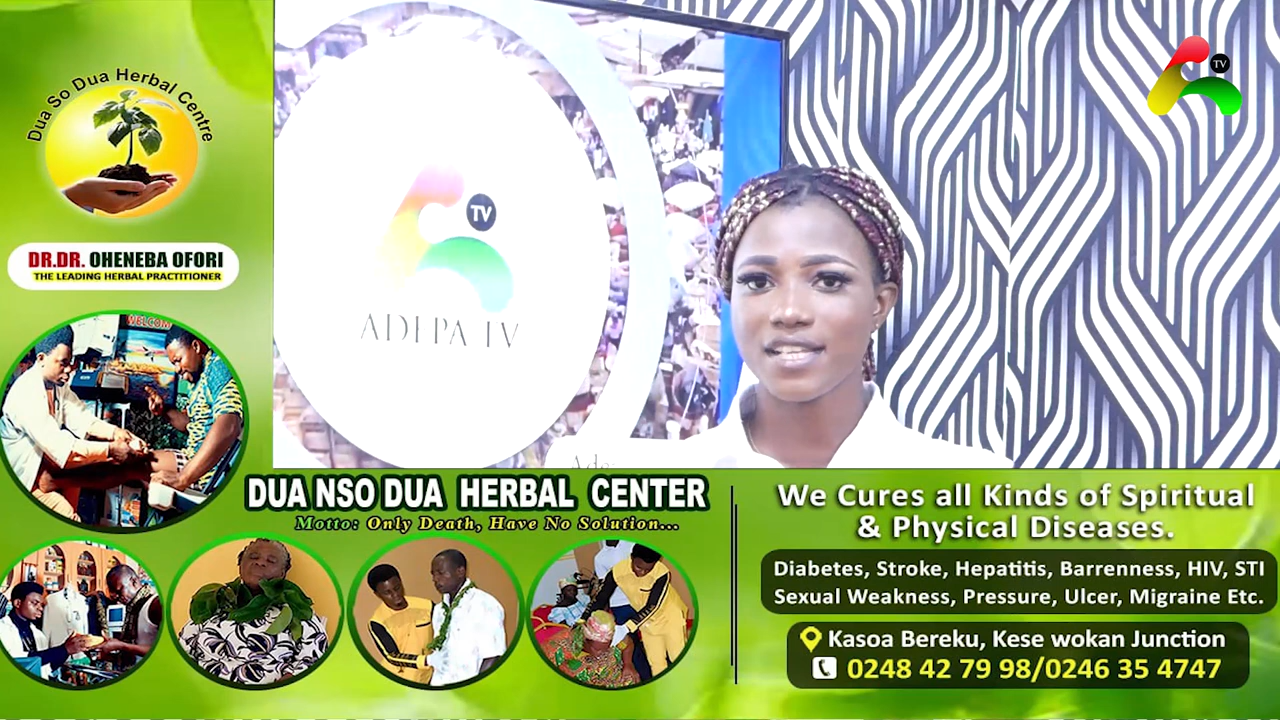 Dua So Dua Herbal Centre
DR.DR. OHENEBA OFORI
THE LEADING HERBAL PRACTITIONER
WELCOM
TV
ADEPA TV
Ade
TV
DUA NSO DUA HERBAL CENTER
Motto: Only Death, Have No Solution...
We Cures all Kinds of Spiritual
& Physical Diseases.
Diabetes, Stroke, Hepatitis, Barrenness, HIV, STI
Sexual Weakness, Pressure, Ulcer, Migraine Etc.
Kasoa Bereku, Kese wokan Junction
0248 42 79 98/0246 35 4747